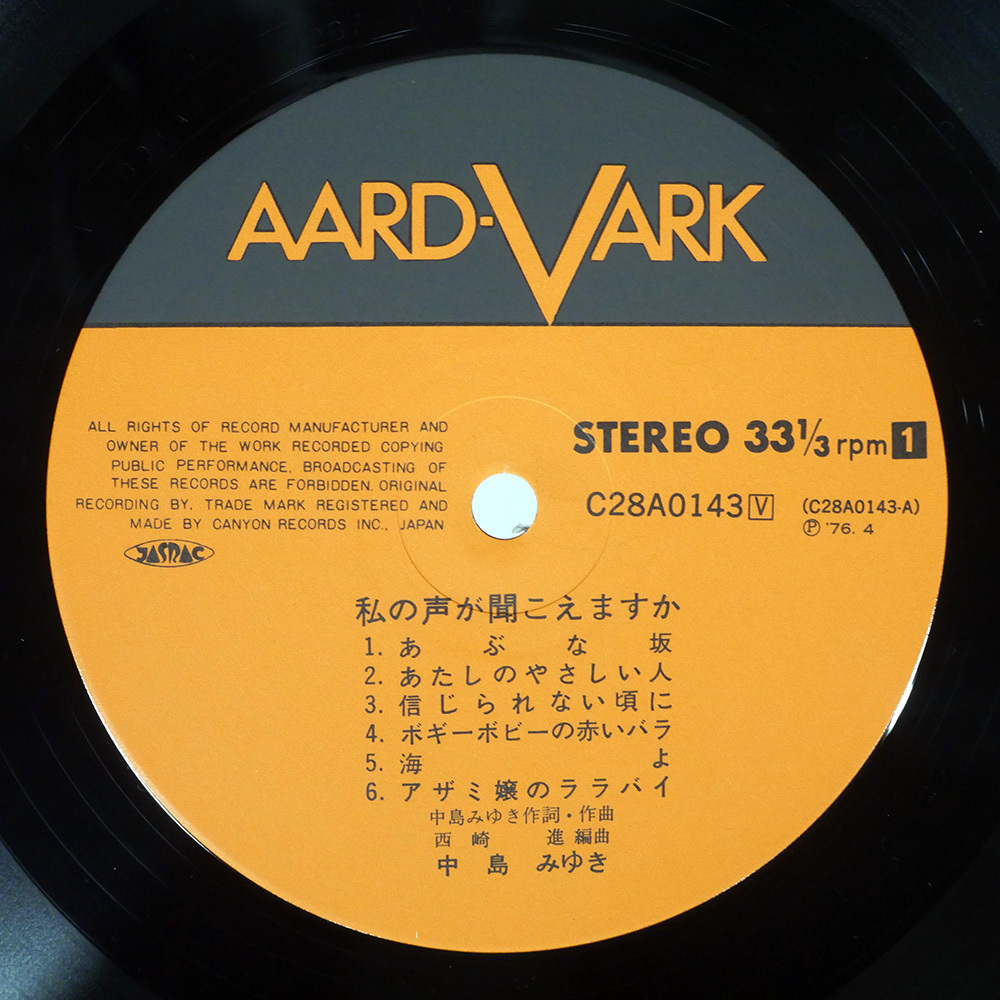 AARD-VARK
ALL RIGHTS OF RECORD MANUFACTURER AND
OWNER OF THE WORK RECORDED COPYING
PUBLIC PERFORMANCE, BROADCASTING OF
THESE RECORDS ARE FORBIDDEN. ORIGINAL
RECORDING BY. TRADE MARK REGISTERED AND
MADE BY CANYON RECORDS INC., JAPAN
JASRAC
STEREO 33⅓ rpm 1
C28A0143 V (C28A0143-A)
Ⓟ '76. 4
私の声が聞こえますか
1. あぶな坂
2. あたしのやさしい人
3. 信じられない頃に
4. ボギーボビーの赤いバラ
5. 海よ
6. アザミ嬢のララバイ
中島みゆき作詞・作曲
西崎 進編曲
中島 みゆき